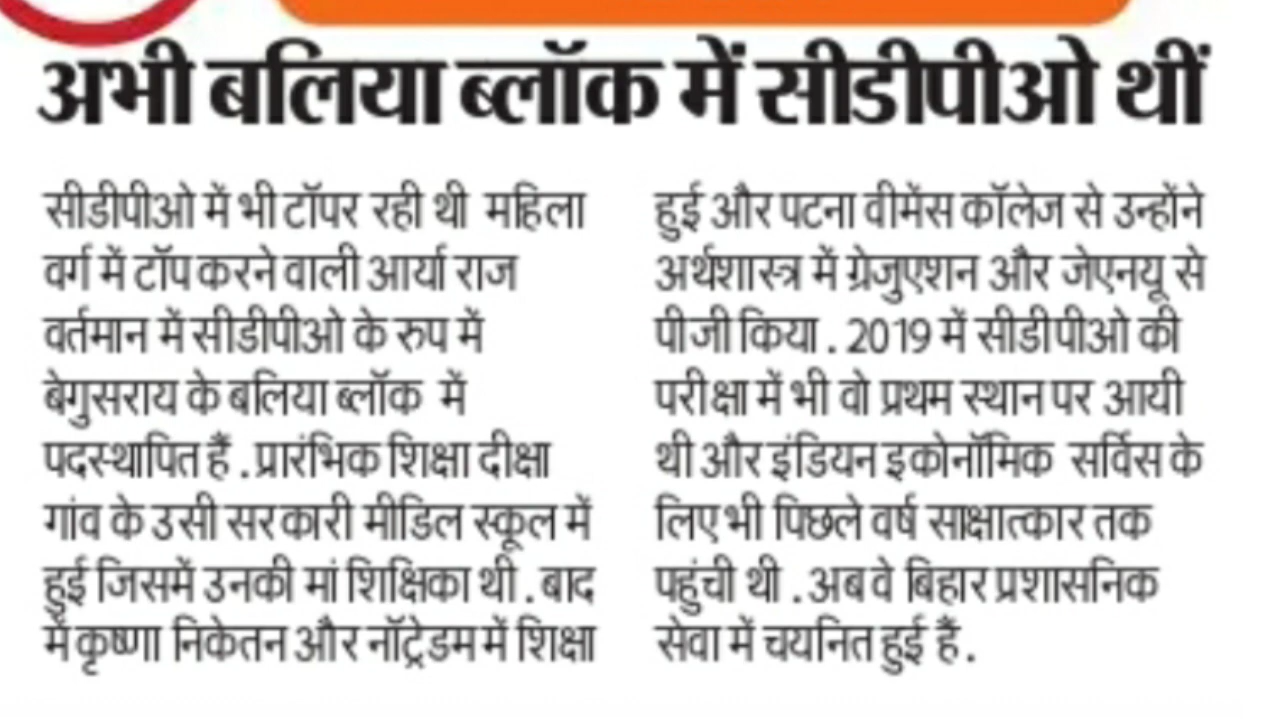 अभी बलिया ब्लॉक में सीडीपीओ थीं
सीडीपीओ में भी टॉपर रही थी महिला
वर्ग में टॉप करने वाली आर्या राज
वर्तमान में सीडीपीओ के रुप में
बेगुसराय के बलिया ब्लॉक में
पदस्थापित हैं . प्रारंभिक शिक्षा दीक्षा
गांव के उसी सरकारी मीडिल स्कूल में
हुई जिसमें उनकी मां शिक्षिका थी . बाद
में कृष्णा निकेतन और नॉट्रेडम में शिक्षा
हुई और पटना वीमेंस कॉलेज से उन्होंने
अर्थशास्त्र में ग्रेजुएशन और जेएनयू से
पीजी किया . 2019 में सीडीपीओ की
परीक्षा में भी वो प्रथम स्थान पर आयी
थी और इंडियन इकोनॉमिक सर्विस के
लिए भी पिछले वर्ष साक्षात्कार तक
पहुंची थी . अब वे बिहार प्रशासनिक
सेवा में चयनित हुई हैं .